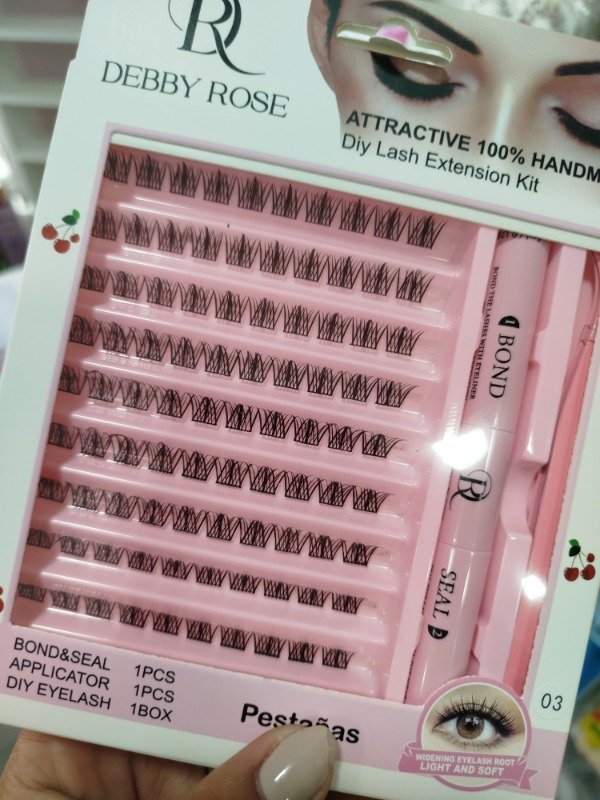 DR
DEBBY ROSE
ATTRACTIVE 100% HANDM
Diy Lash Extension Kit
BOND THE LASHES WITH EYELINER
1 BOND
R
SEAL 2
BOND&SEAL 1PCS
APPLICATOR 1PCS
DIY EYELASH 1BOX
Pestañas
03
WIDENING EYELASH ROOT
LIGHT AND SOFT